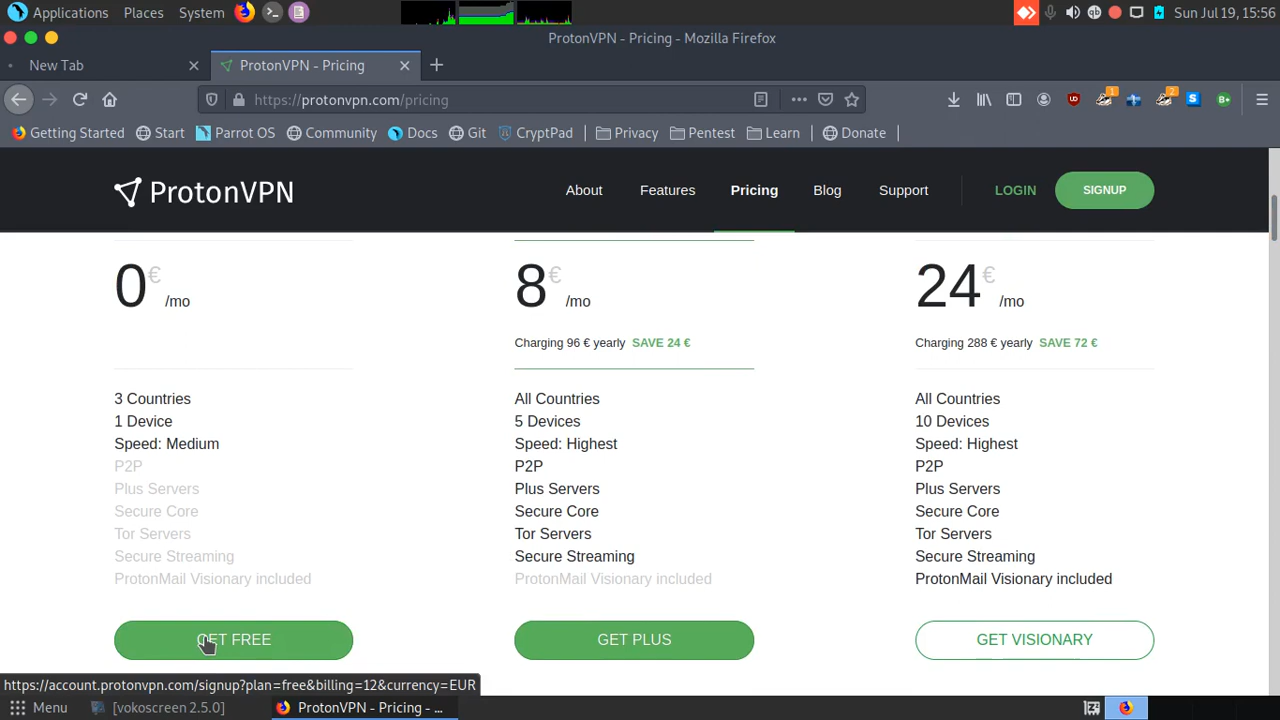 Applications Places System Sun Jul 19, 15:56
ProtonVPN - Pricing - Mozilla Firefox
New Tab ProtonVPN - Pricing
https://protonvpn.com/pricing 1 2
Getting Started Start Parrot OS Community Docs Git CryptPad Privacy Pentest Learn Donate
ProtonVPN About Features Pricing Blog Support LOGIN SIGNUP
0 € /mo
8 € /mo
24 € /mo
Charging 96 € yearly SAVE 24 €
Charging 288 € yearly SAVE 72 €
3 Countries
1 Device
Speed: Medium
P2P
Plus Servers
Secure Core
Tor Servers
Secure Streaming
ProtonMail Visionary included
GET FREE
All Countries
5 Devices
Speed: Highest
P2P
Plus Servers
Secure Core
Tor Servers
Secure Streaming
ProtonMail Visionary included
GET PLUS
All Countries
10 Devices
Speed: Highest
P2P
Plus Servers
Secure Core
Tor Servers
Secure Streaming
ProtonMail Visionary included
GET VISIONARY
https://account.protonvpn.com/signup?plan=free&billing=12&currency=EUR
Menu [vokoscreen 2.5.0] ProtonVPN - Pricing - ...